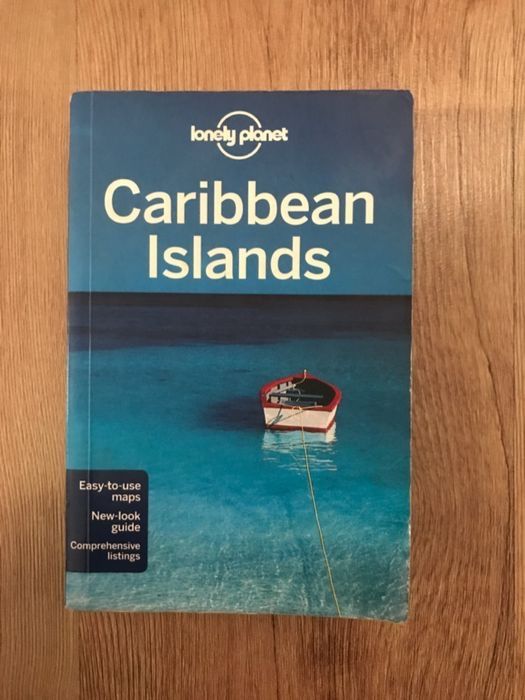 lonely planet
Caribbean
Islands
Easy-to-use
maps
New-look
guide
Comprehensive
listings